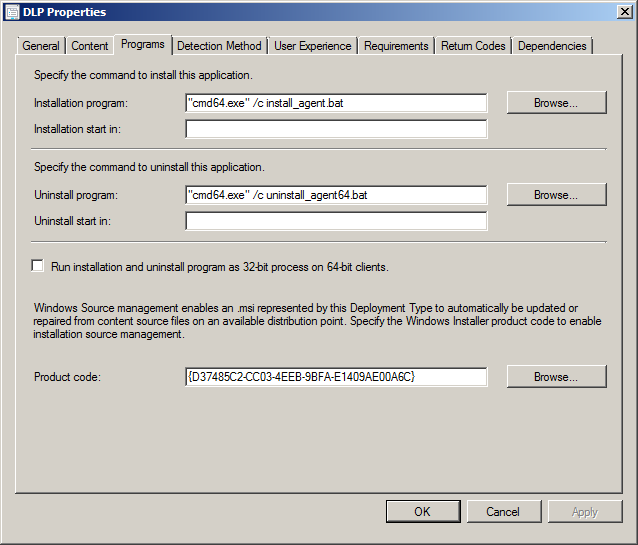 DLP Properties
General Content Programs Detection Method User Experience Requirements Return Codes Dependencies
Specify the command to install this application.
Installation program: "cmd64.exe" /c install_agent.bat Browse...
Installation start in:
Specify the command to uninstall this application.
Uninstall program: "cmd64.exe" /c uninstall_agent64.bat Browse...
Uninstall start in:
Run installation and uninstall program as 32-bit process on 64-bit clients.
Windows Source management enables an .msi represented by this Deployment Type to automatically be updated or
repaired from content source files on an available distribution point. Specify the Windows Installer product code to enable
installation source management.
Product code: {D37485C2-CC03-4EEB-9BFA-E1409AE00A6C} Browse...
OK Cancel Apply